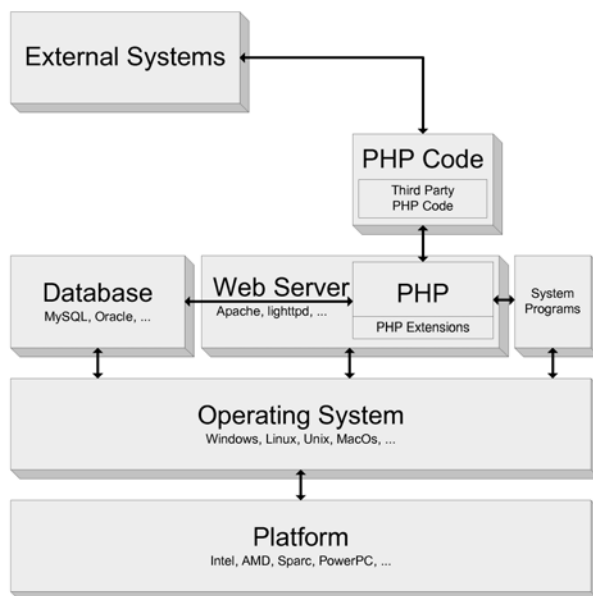 External Systems
PHP Code
Third Party
PHP Code
Database
MySQL, Oracle, ...
Web Server
Apache, lighttpd, ...
PHP
PHP Extensions
System
Programs
Operating System
Windows, Linux, Unix, MacOs, ...
Platform
Intel, AMD, Sparc, PowerPC, ...